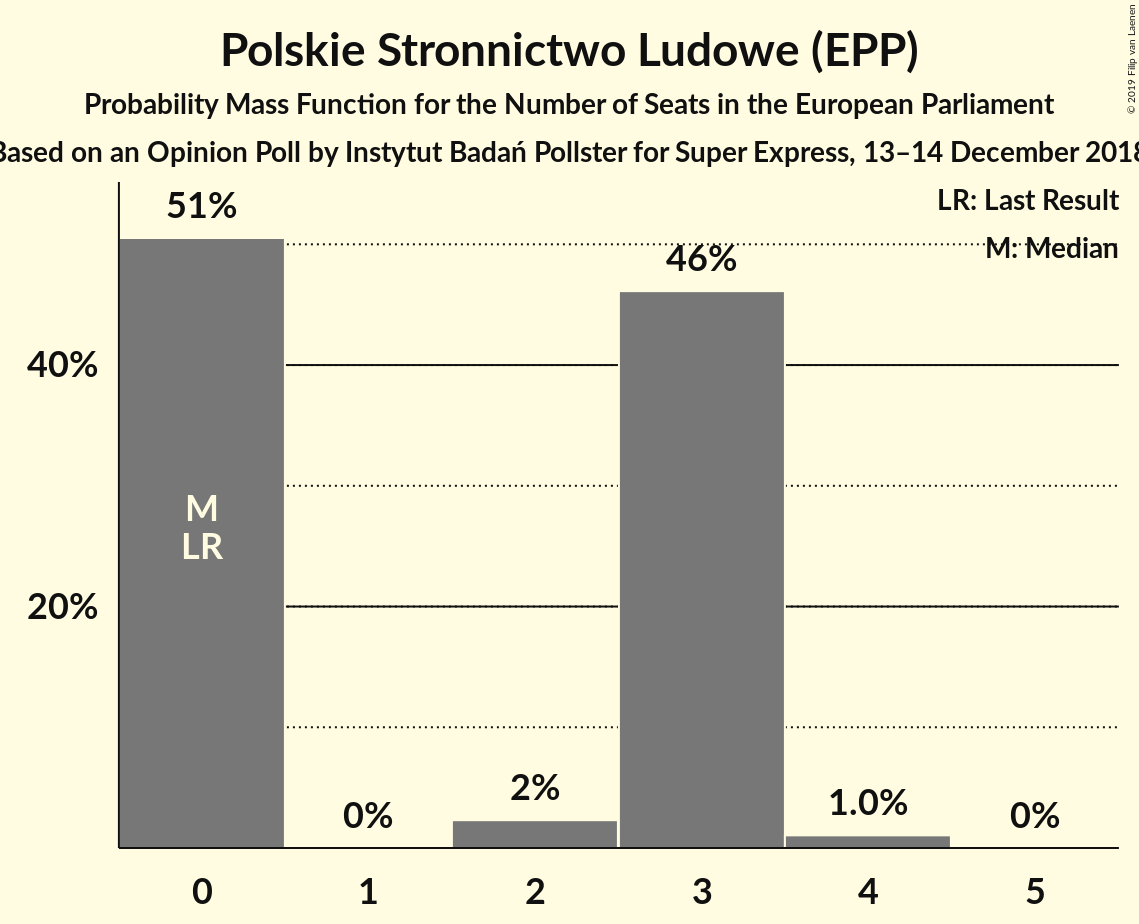 Polskie Stronnictwo Ludowe (EPP)
Probability Mass Function for the Number of Seats in the European Parliament
Based on an Opinion Poll by Instytut Badań Pollster for Super Express, 13–14 December 2018
© 2019 Filip van Laenen
LR: Last Result
M: Median
51%
46%
40%
M
LR
20%
2%
1.0%
0%
0%
0 1 2 3 4 5